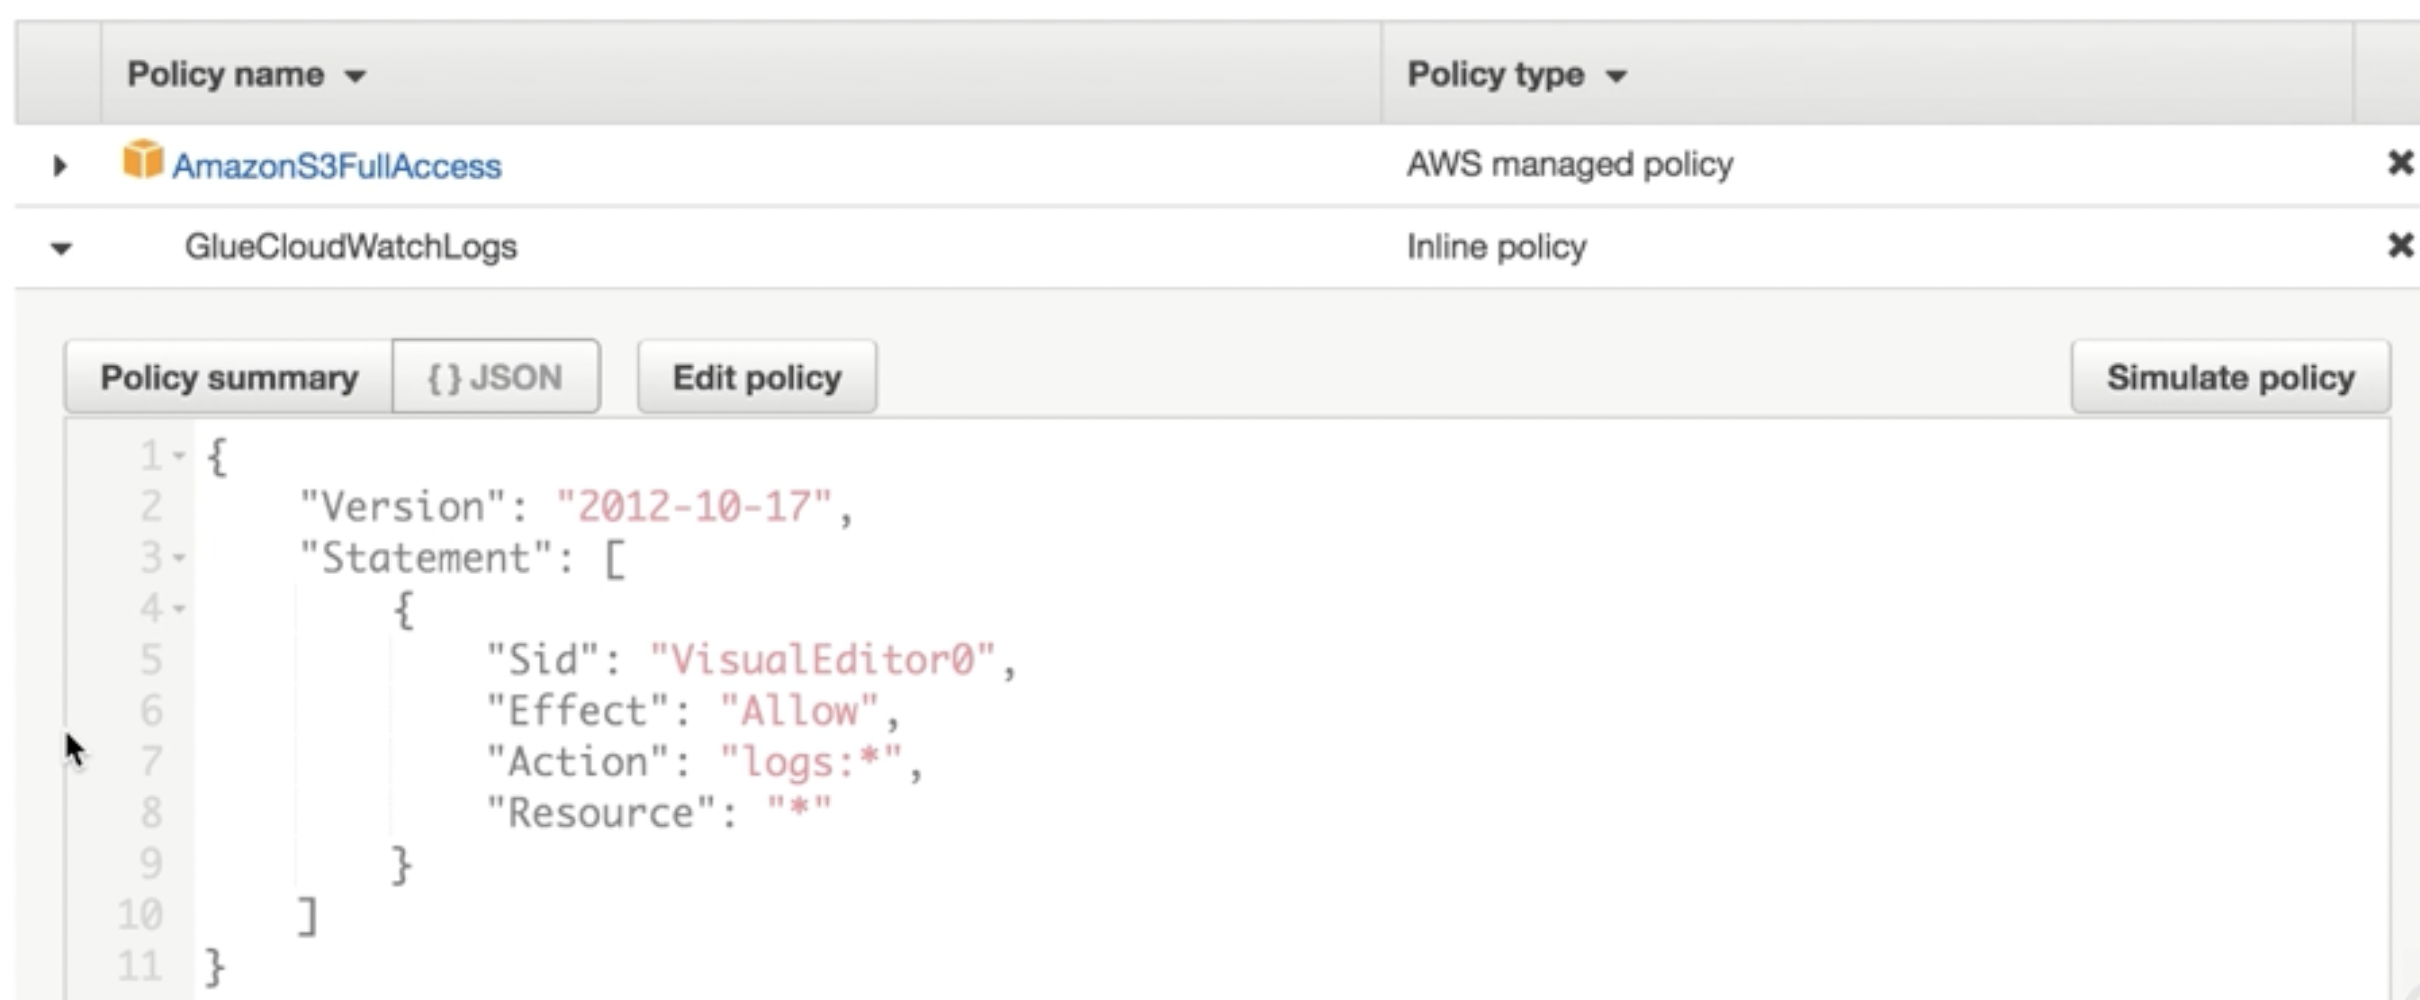 Policy name Policy type
AmazonS3FullAccess AWS managed policy
GlueCloudWatchLogs Inline policy
Policy summary {} JSON Edit policy Simulate policy
1 {
2 "Version": "2012-10-17",
3 "Statement": [
4 {
5 "Sid": "VisualEditor0",
6 "Effect": "Allow",
7 "Action": "logs:*",
8 "Resource": "*"
9 }
10 ]
11 }